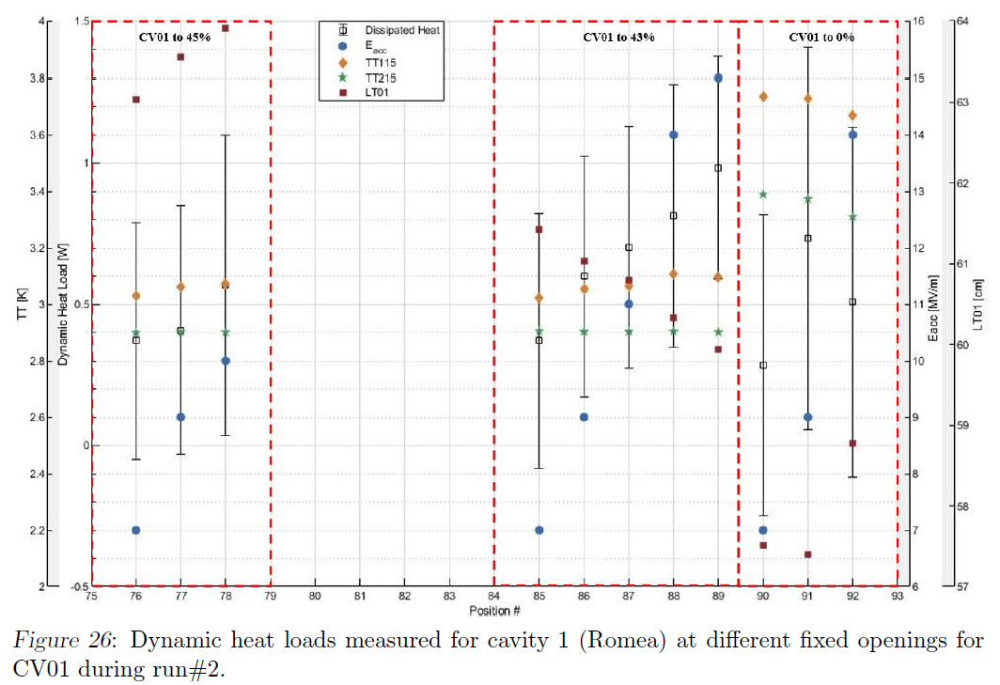 CV01 to 45%
CV01 to 43%
CV01 to 0%
Dissipated Heat
Eacc
TT115
TT215
LT01
4
3.8
3.6
3.4
3.2
3
2.8
2.6
2.4
2.2
2
TT [K]
1.5
1
0.5
0
-0.5
Dynamic Heat Load [W]
16
15
14
13
12
11
10
9
8
7
6
Eacc [MV/m]
64
63
62
61
60
59
58
57
LT01 [cm]
75 76 77 78 79 80 81 82 83 84 85 86 87 88 89 90 91 92 93
Position #
Figure 26: Dynamic heat loads measured for cavity 1 (Romea) at different fixed openings for
CV01 during run#2.